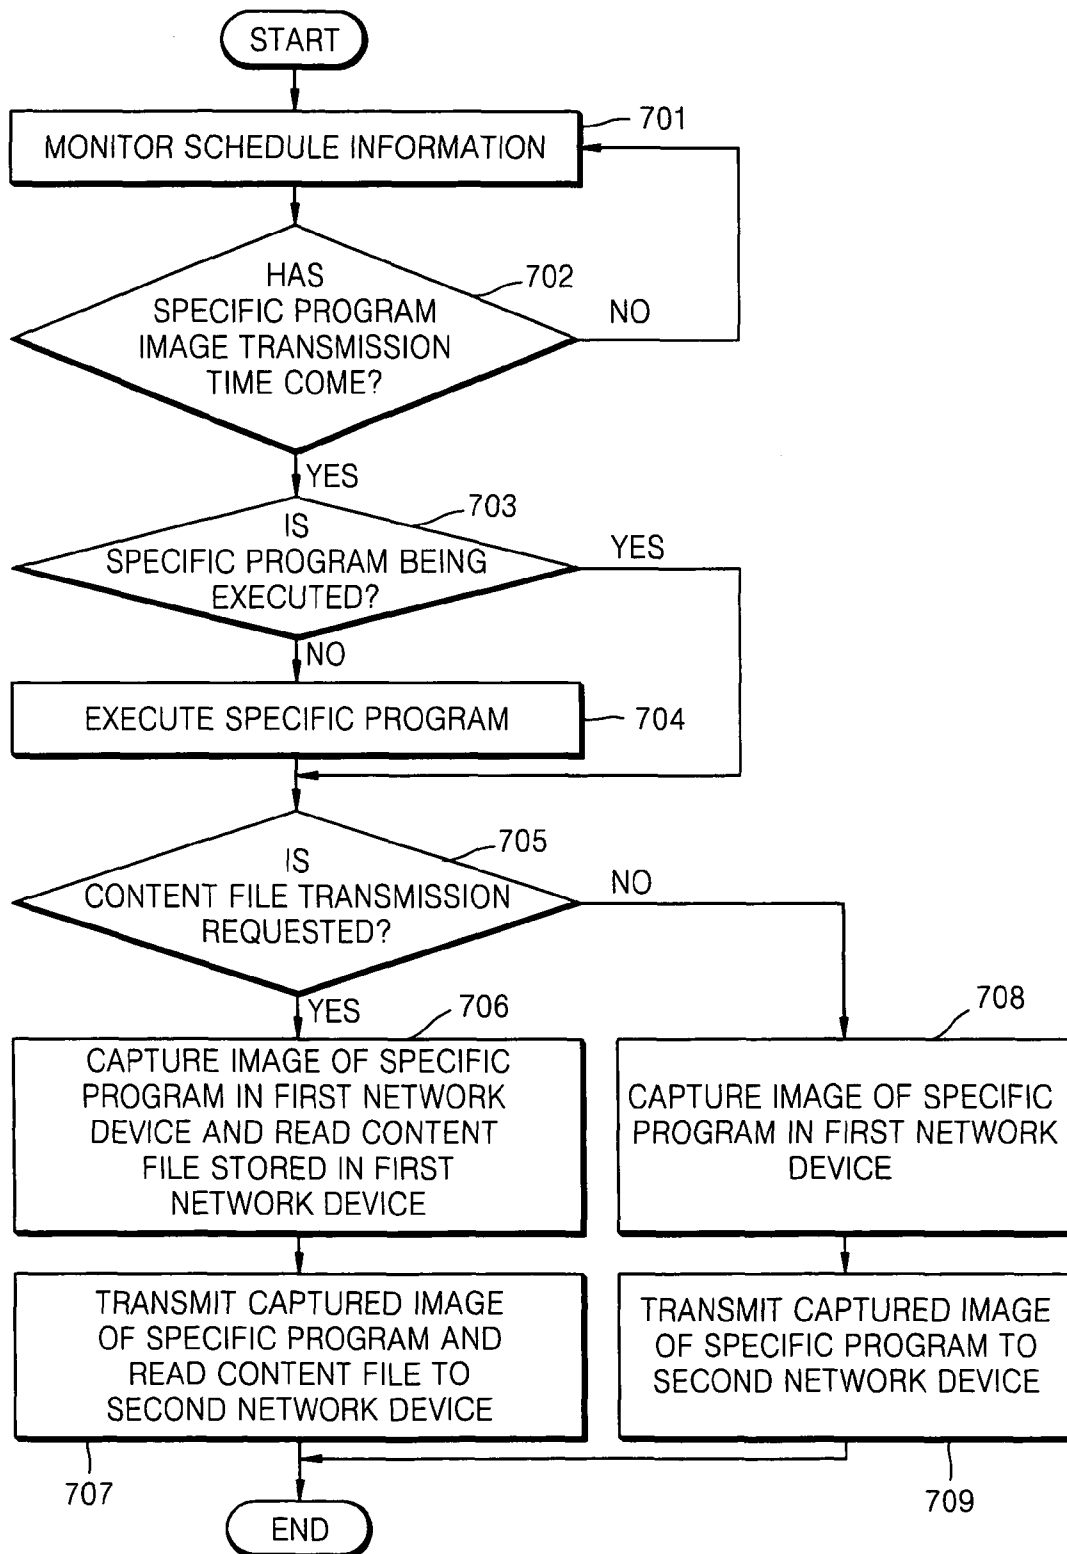 START
701
MONITOR SCHEDULE INFORMATION
702
HAS
SPECIFIC PROGRAM
IMAGE TRANSMISSION
TIME COME?
NO
YES
703
IS
SPECIFIC PROGRAM BEING
EXECUTED?
YES
NO
EXECUTE SPECIFIC PROGRAM
704
705
IS
CONTENT FILE TRANSMISSION
REQUESTED?
NO
YES
706
CAPTURE IMAGE OF SPECIFIC
PROGRAM IN FIRST NETWORK
DEVICE AND READ CONTENT
FILE STORED IN FIRST
NETWORK DEVICE
708
CAPTURE IMAGE OF SPECIFIC
PROGRAM IN FIRST NETWORK
DEVICE
TRANSMIT CAPTURED IMAGE
OF SPECIFIC PROGRAM AND
READ CONTENT FILE TO
SECOND NETWORK DEVICE
707
TRANSMIT CAPTURED IMAGE
OF SPECIFIC PROGRAM TO
SECOND NETWORK DEVICE
709
END